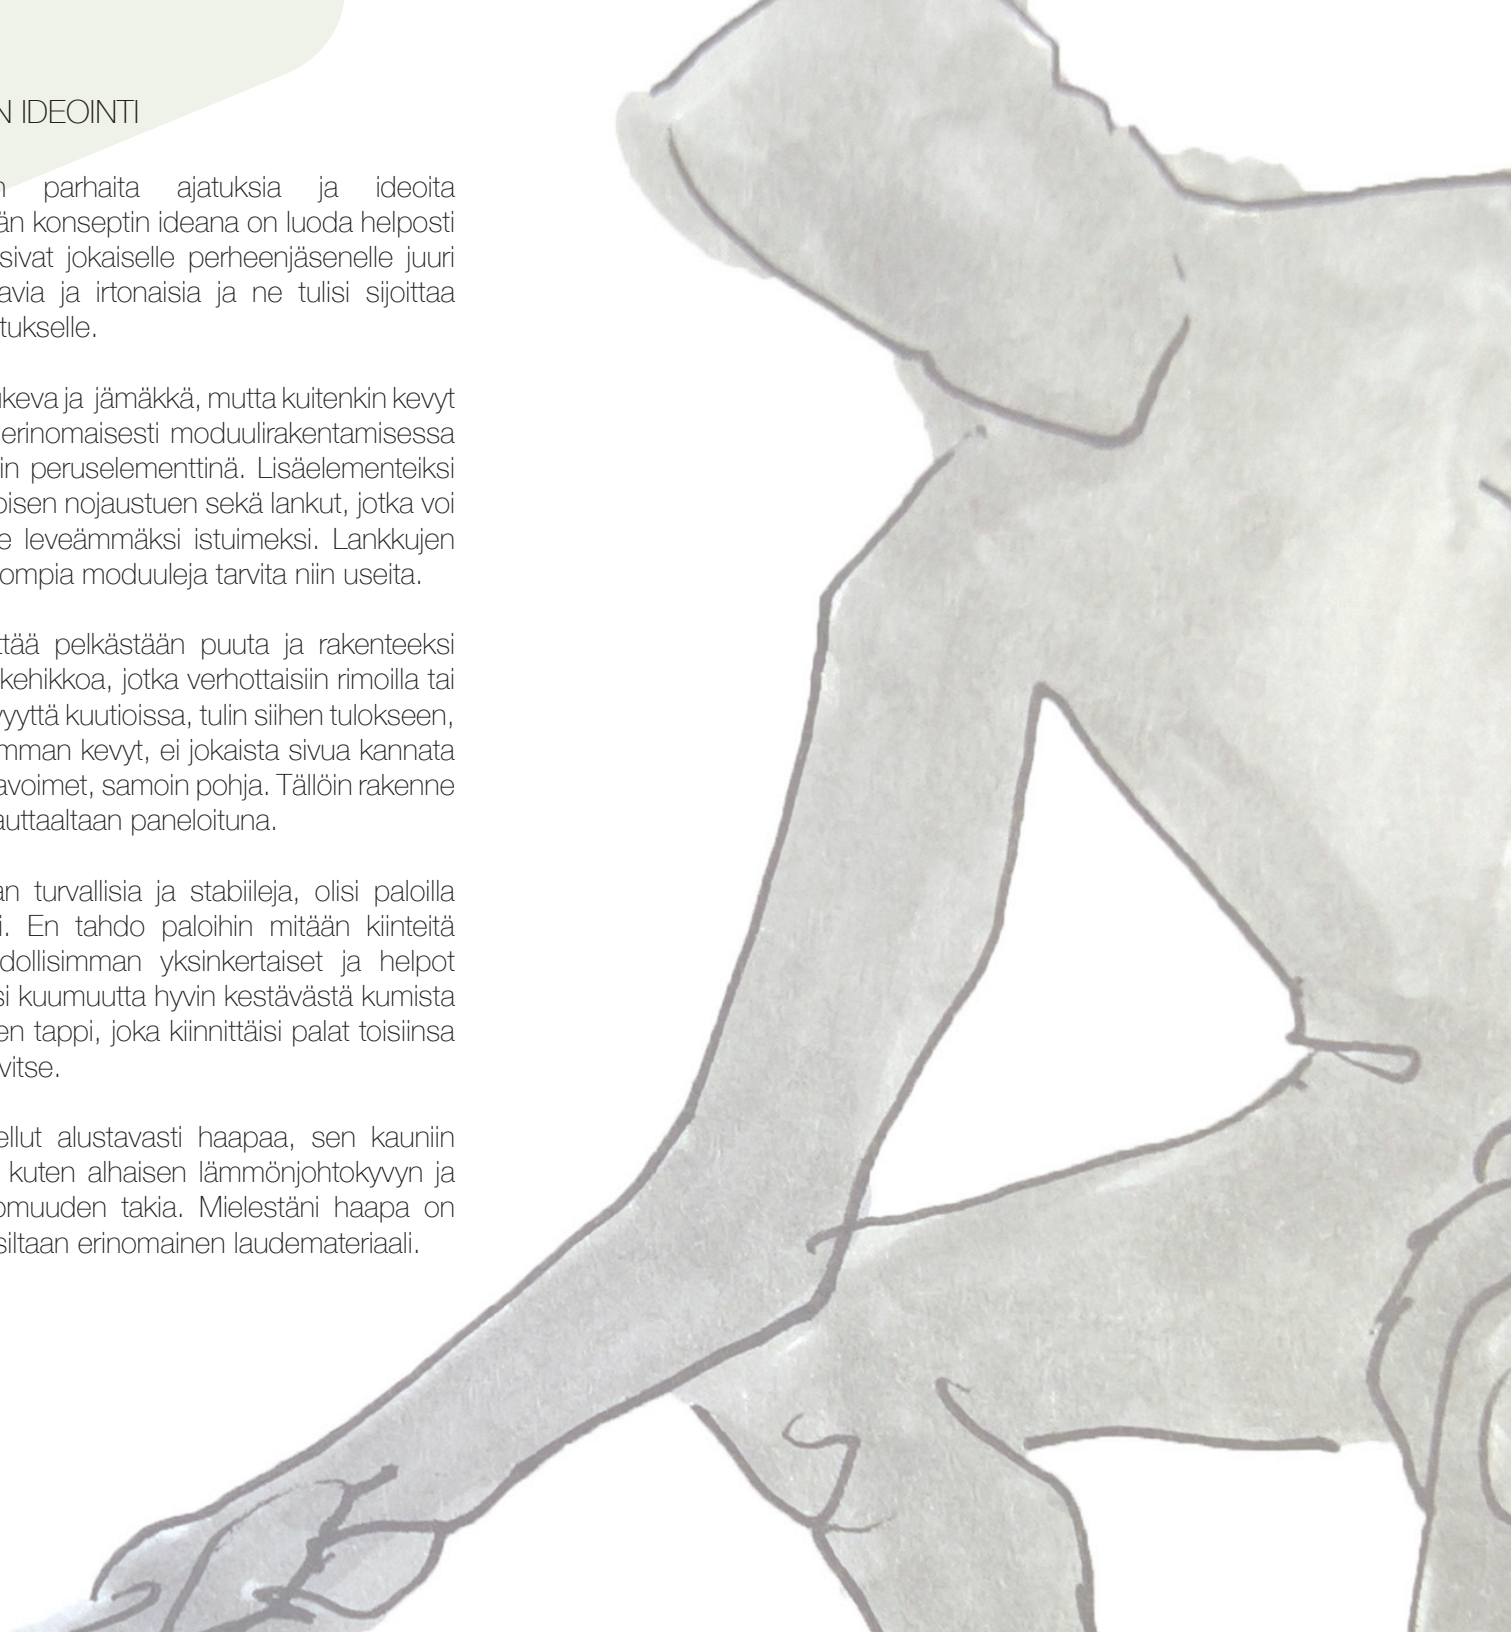 N IDEOINTI
n parhaita ajatuksia ja ideoita
än konseptin ideana on luoda helposti
sivat jokaiselle perheenjäsenelle juuri
avia ja irtonaisia ja ne tulisi sijoittaa
tukselle.
keva ja jämäkkä, mutta kuitenkin kevyt
erinomaisesti moduulirakentamisessa
in peruselementtinä. Lisäelementeiksi
oisen nojaustuen sekä lankut, jotka voi
e leveämmäksi istuimeksi. Lankkujen
ompia moduuleja tarvita niin useita.
ttää pelkästään puuta ja rakenteeksi
kehikkoa, jotka verhottaisiin rimoilla tai
vyyttä kuutioissa, tulin siihen tulokseen,
mman kevyt, ei jokaista sivua kannata
avoimet, samoin pohja. Tällöin rakenne
auttaaltaan paneloituna.
an turvallisia ja stabiileja, olisi paloilla
i. En tahdo paloihin mitään kiinteitä
dollisimman yksinkertaiset ja helpot
si kuumuutta hyvin kestävästä kumista
en tappi, joka kiinnittäisi palat toisiinsa
vitse.
ellut alustavasti haapaa, sen kauniin
kuten alhaisen lämmönjohtokyvyn ja
omuuden takia. Mielestäni haapa on
siltaan erinomainen laudemateriaali.